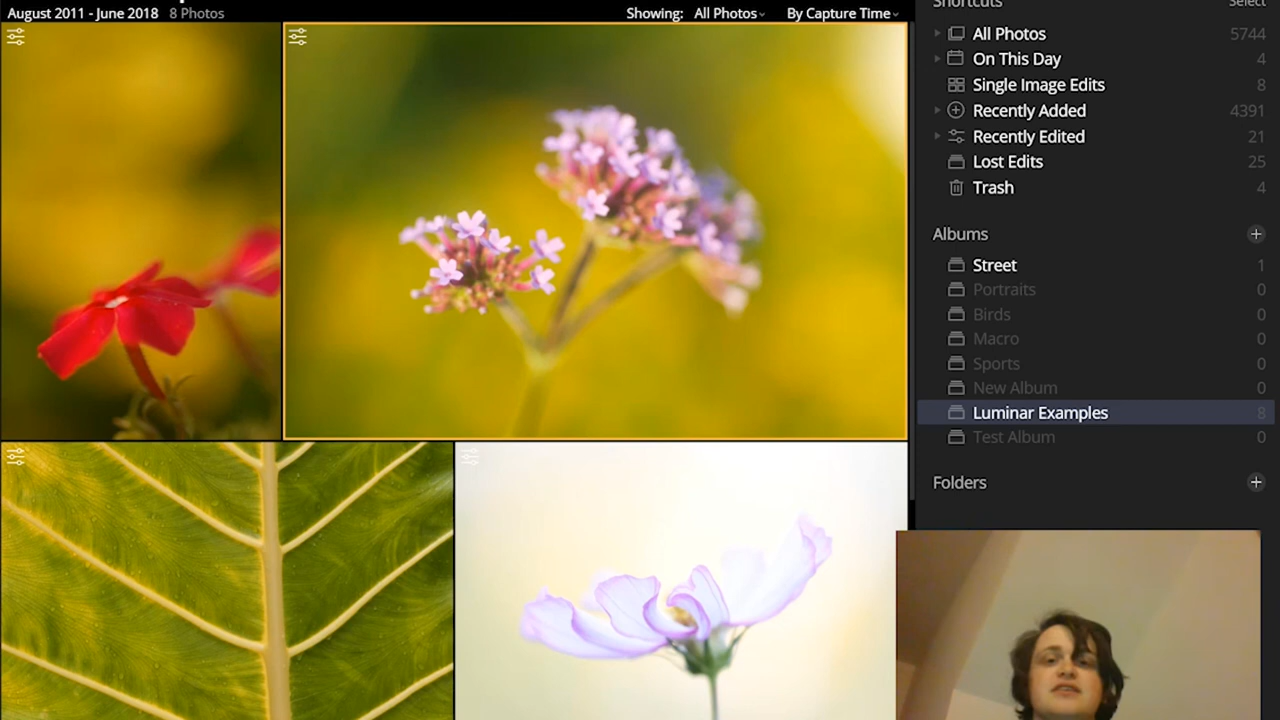 August 2011 - June 2018 8 Photos Showing: All Photos By Capture Time
Shortcuts Select
All Photos 5744
On This Day 4
Single Image Edits 8
Recently Added 4391
Recently Edited 21
Lost Edits 25
Trash 4
Albums
Street 1
Portraits 0
Birds 0
Macro 0
Sports 0
New Album 0
Luminar Examples 8
Test Album 0
Folders